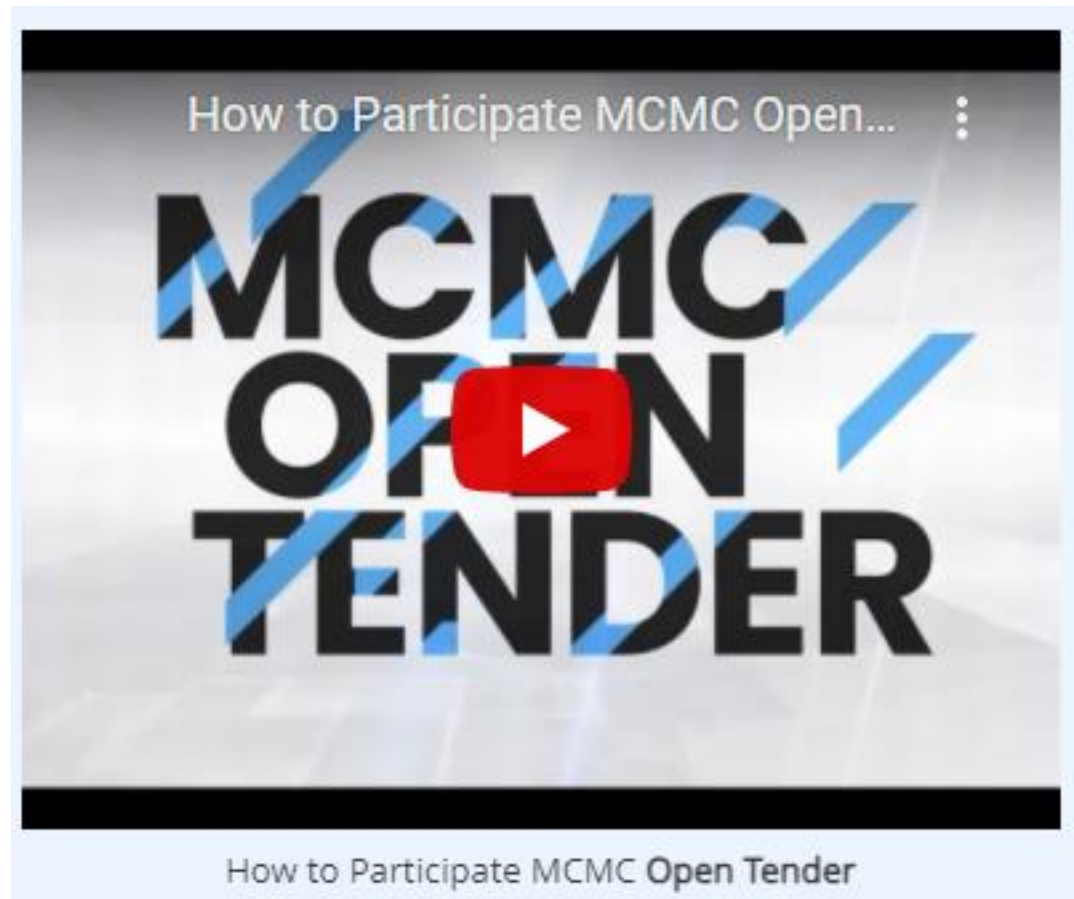 How to Participate MCMC Open...
MCMC
OPEN
TENDER
How to Participate MCMC Open Tender